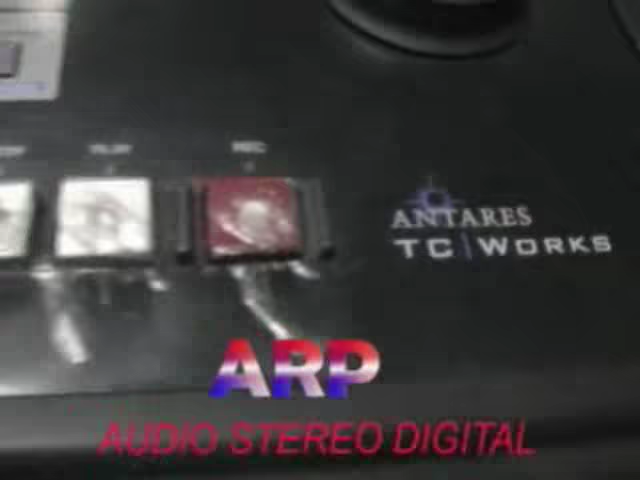 PLAY
REC
ANTARES
TC|WORKS
ARP
AUDIO STEREO DIGITAL